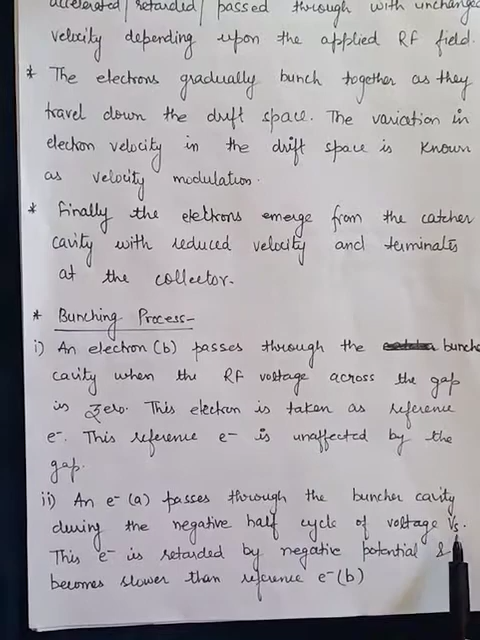 accelerated/retarded/ passed through with unchanged
velocity depending upon the applied RF field.
* The electrons gradually bunch together as they
travel down the drift space. The variation in
electron velocity in the drift space is known
as velocity modulation.
* Finally the electrons emerge from the catcher
cavity with reduced velocity and terminates
at the collector.
* Bunching Process-
i) An electron (b) passes through the bunche
cavity when the RF voltage across the gap
is zero. This electron is taken as reference
e-. This reference e- is unaffected by the
gap.
ii) An e- (a) passes through the buncher cavity
during the negative half cycle of voltage Vs.
This e- is retarded by negative potential &
becomes slower than reference e- (b)